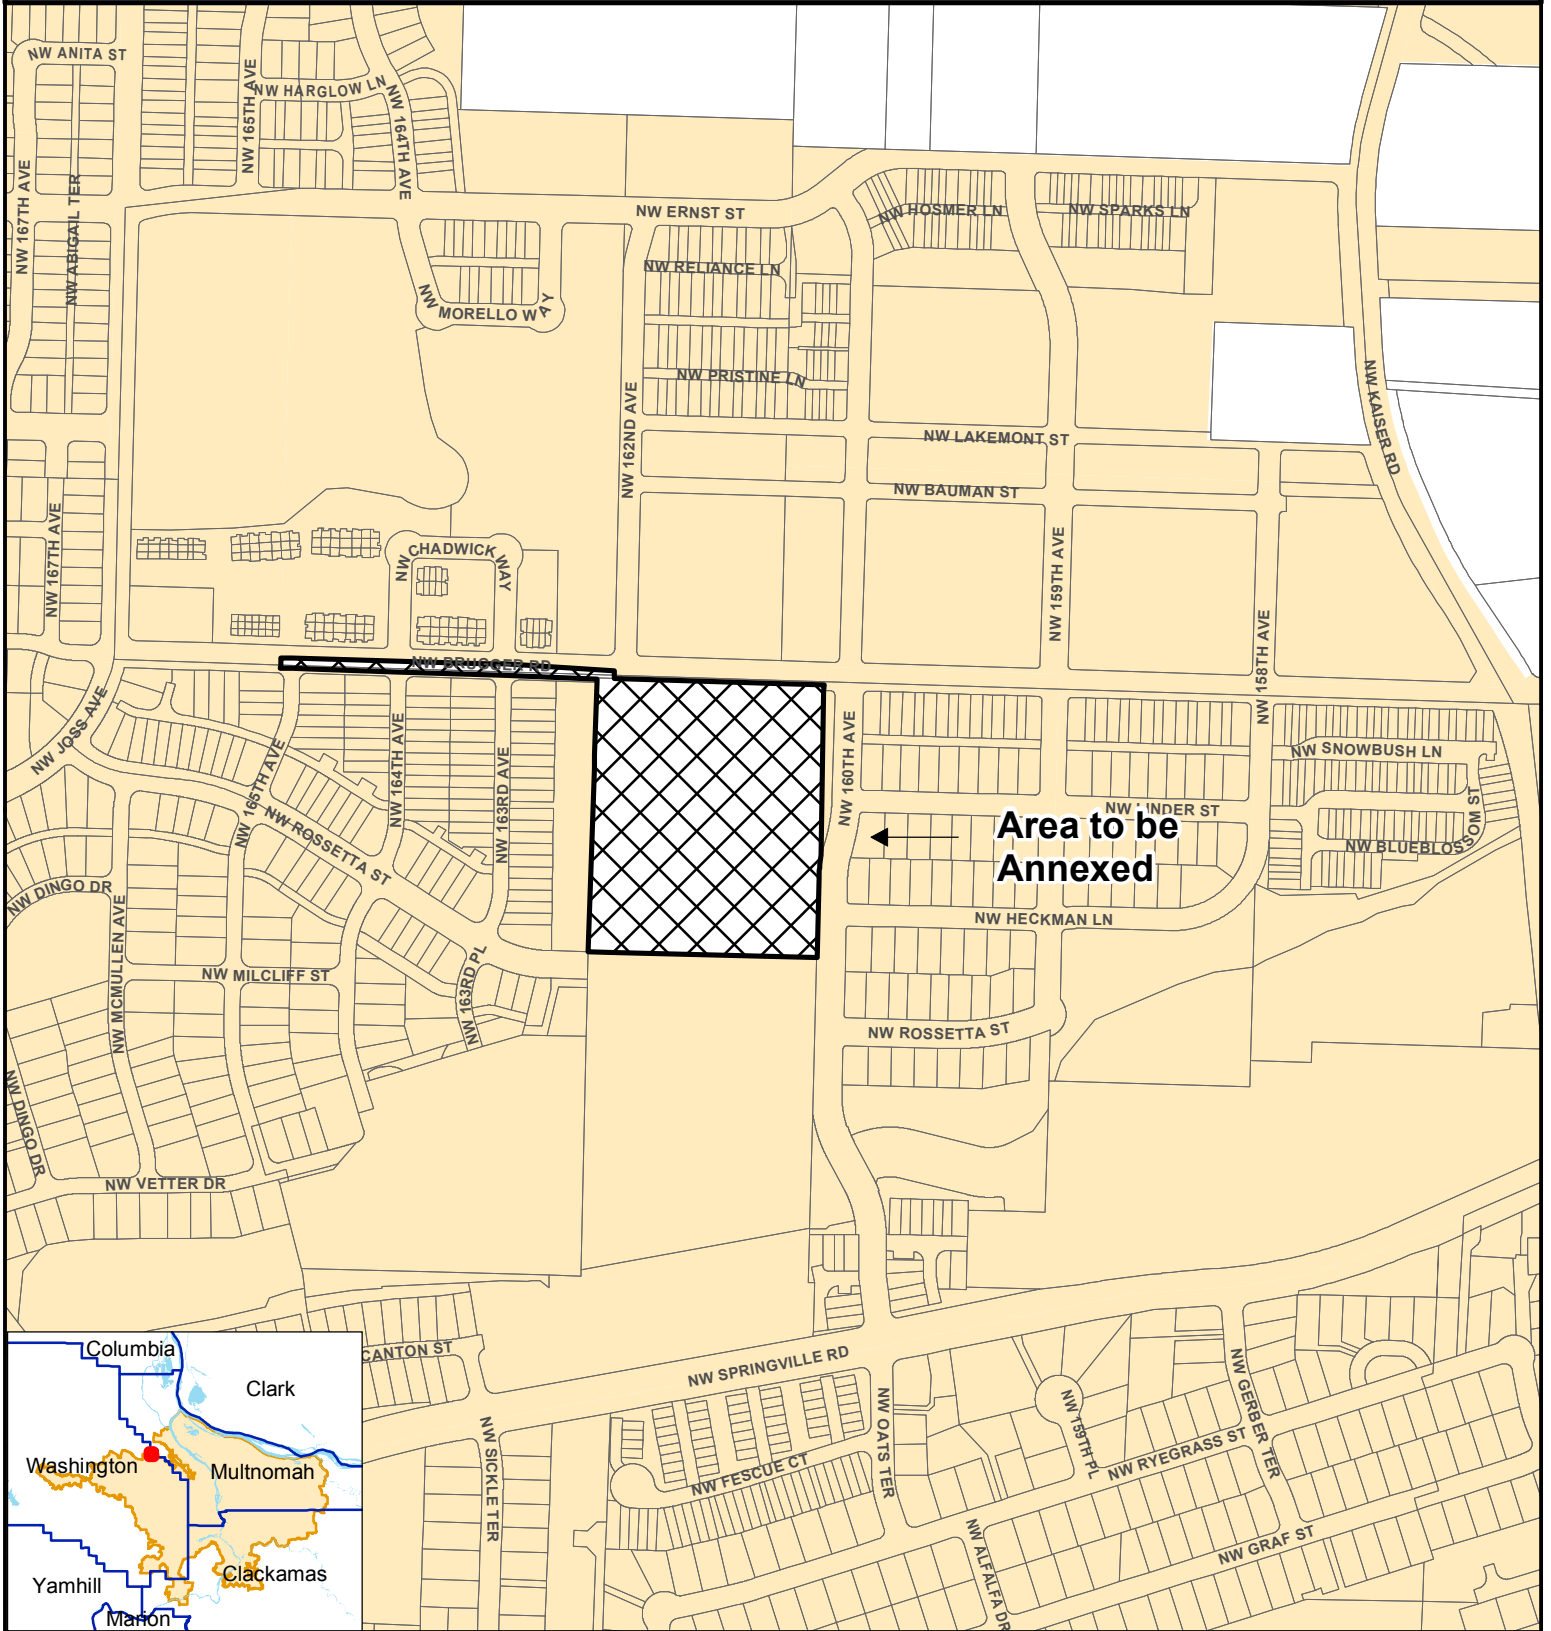 NW ANITA ST
NW HARGLOW LN
NW 165TH AVE
NW 164TH AVE
NW 167TH AVE
NW ABIGAIL TER
NW ERNST ST
NW HOSMER LN
NW SPARKS LN
NW RELIANCE LN
NW MORELLO WAY
NW PRISTINE LN
NW 162ND AVE
NW LAKEMONT ST
NW KAISER RD
NW BAUMAN ST
NW 167TH AVE
NW CHADWICK WAY
NW 159TH AVE
NW 158TH AVE
NW BRUGGER RD
NW JOSS AVE
NW 165TH AVE
NW 164TH AVE
NW 163RD AVE
NW 160TH AVE
NW SNOWBUSH LN
NW LINDER ST
NW BLUEBLOSSOM ST
Area to be
Annexed
NW ROSSETTA ST
NW DINGO DR
NW MCMULLEN AVE
NW HECKMAN LN
NW MILCLIFF ST
NW 163RD PL
NW ROSSETTA ST
NW DINGO DR
NW VETTER DR
CANTON ST
NW SPRINGVILLE RD
NW SICKLE TER
NW FESCUE CT
NW OATS TER
NW 159TH PL
NW RYEGRASS ST
NW GERBER TER
NW ALFALFA DR
NW GRAF ST
Columbia
Clark
Washington
Multnomah
Yamhill
Clackamas
Marion